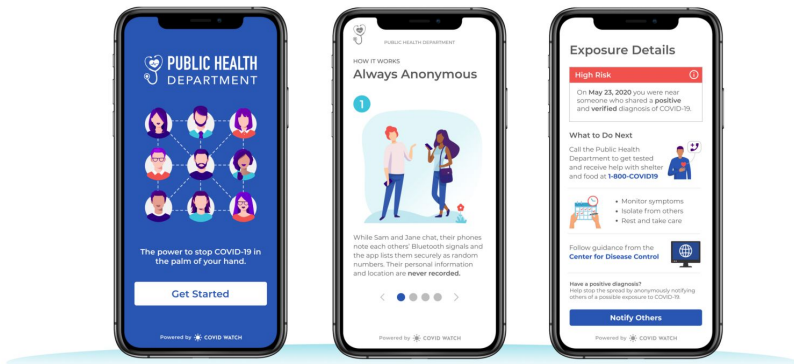 PUBLIC HEALTH
DEPARTMENT
The power to stop COVID-19 in
the palm of your hand.
Get Started
Powered by COVID WATCH
PUBLIC HEALTH DEPARTMENT
HOW IT WORKS
Always Anonymous
1
While Sam and Jane chat, their phones
note each others' Bluetooth signals and
the app lists them securely as random
numbers. Their personal information
and location are never recorded.
Powered by COVID WATCH
Exposure Details
High Risk
On May 23, 2020 you were near
someone who shared a positive
and verified diagnosis of COVID-19.
What to Do Next
Call the Public Health
Department to get tested
and receive help with shelter
and food at 1-800-COVID19
• Monitor symptoms
• Isolate from others
• Rest and take care
Follow guidance from the
Center for Disease Control
Have a positive diagnosis?
Help stop the spread by anonymously notifying
others of a possible exposure to COVID-19.
Notify Others
Powered by COVID WATCH